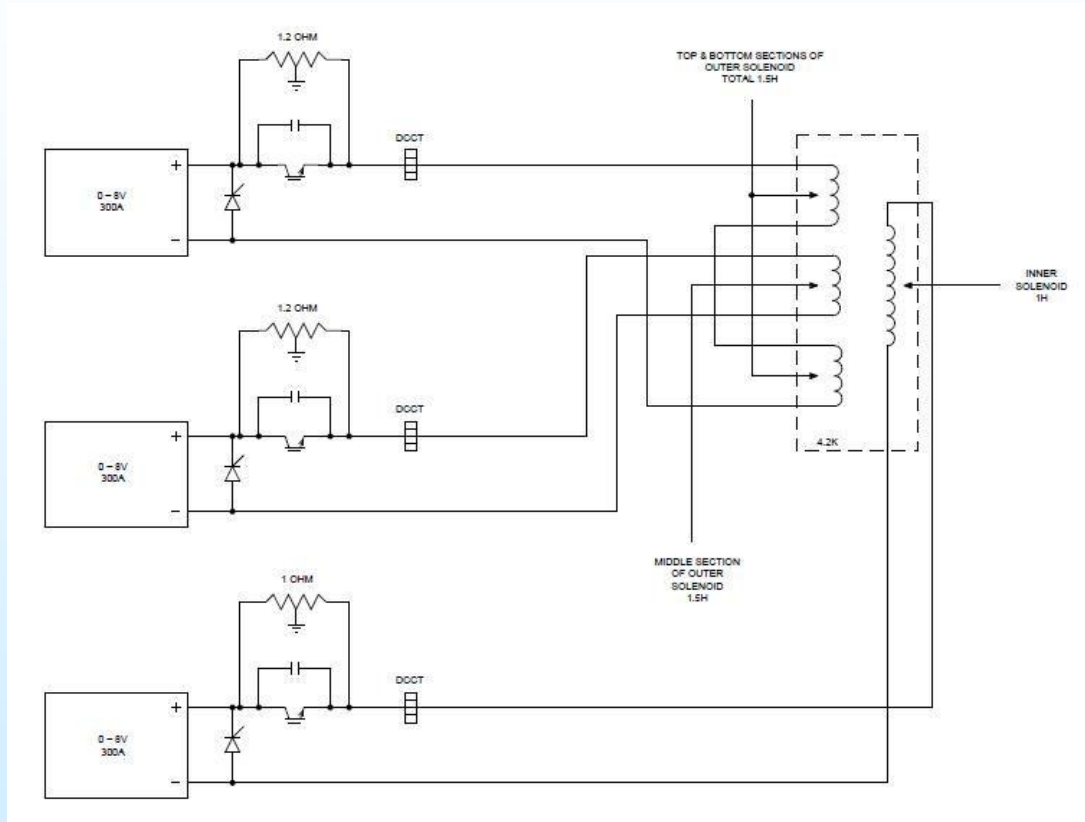 1.2 OHM
TOP & BOTTOM SECTIONS OF
OUTER SOLENOID
TOTAL 1.5H
DCCT
+
0 – 8V
300A
–
1.2 OHM
INNER
SOLENOID
1H
DCCT
+
0 – 8V
300A
–
4.2K
MIDDLE SECTION
OF OUTER
SOLENOID
1.5H
1 OHM
DCCT
+
0 – 8V
300A
–